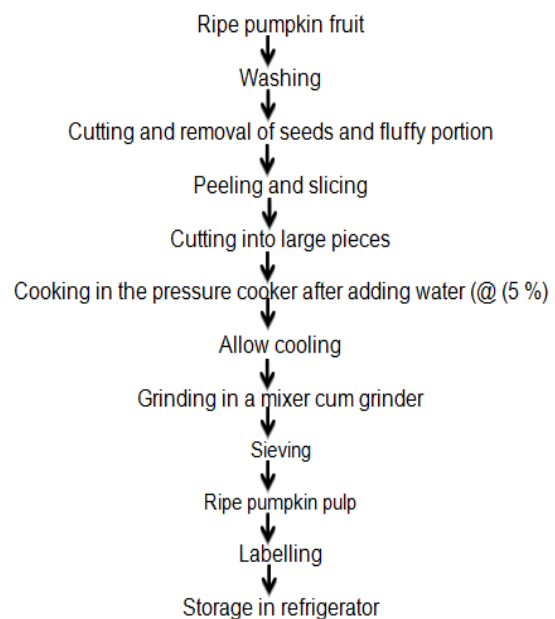 Ripe pumpkin fruit
Washing
Cutting and removal of seeds and fluffy portion
Peeling and slicing
Cutting into large pieces
Cooking in the pressure cooker after adding water (@ (5 %)
Allow cooling
Grinding in a mixer cum grinder
Sieving
Ripe pumpkin pulp
Labelling
Storage in refrigerator